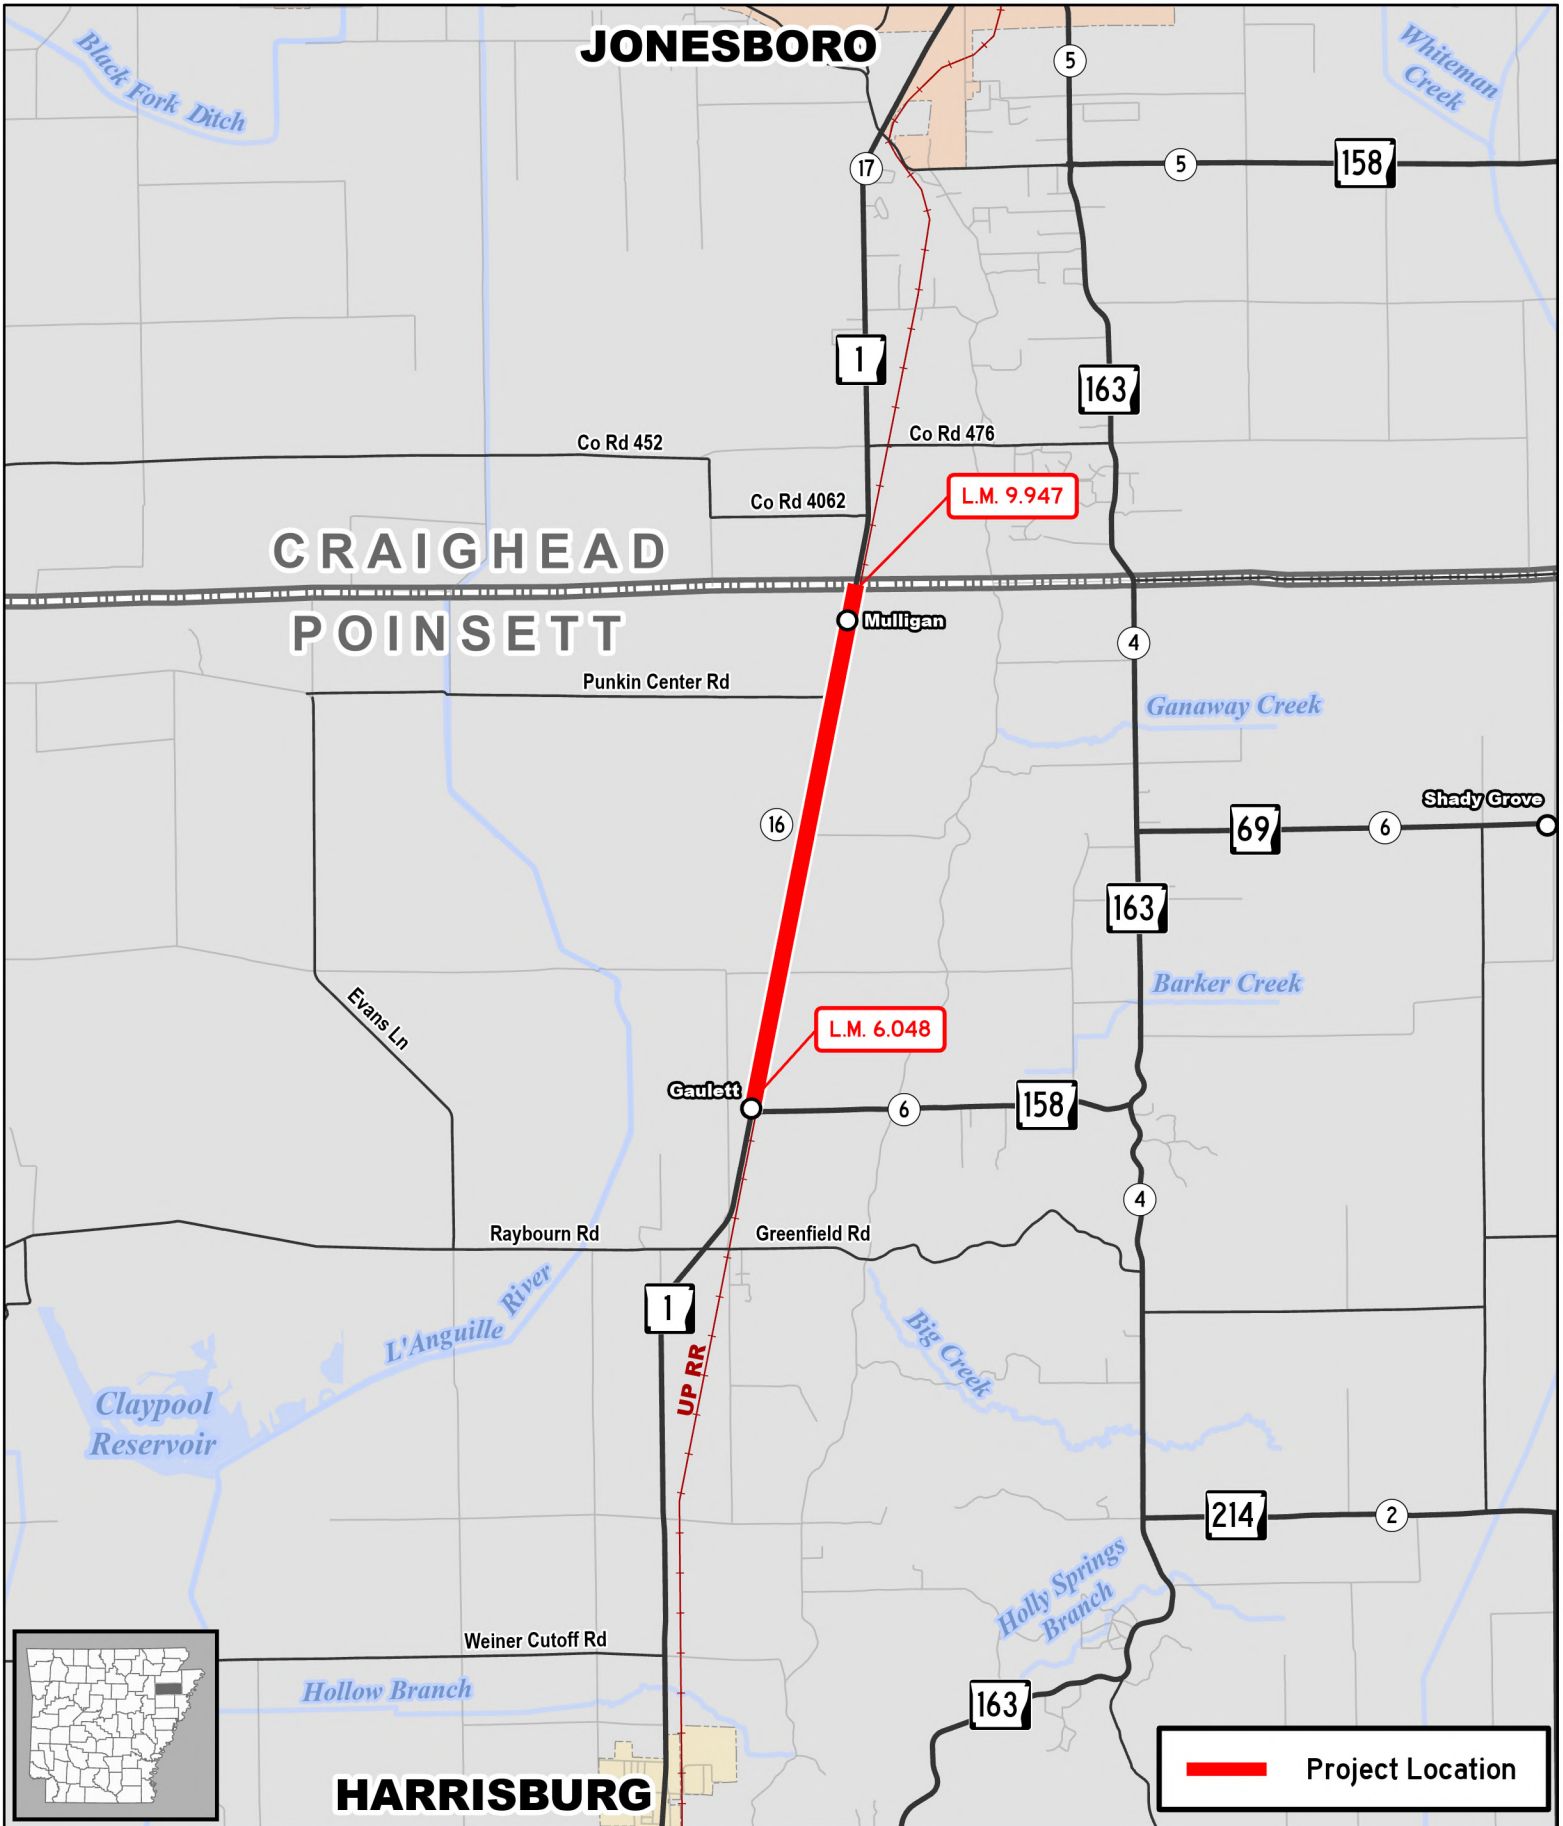 JONESBORO
Black Fork Ditch
Whiteman
Creek
5
17
5
158
1
163
Co Rd 452
Co Rd 476
Co Rd 4062
L.M. 9.947
CRAIGHEAD
POINSETT
Mulligan
4
Punkin Center Rd
Ganaway Creek
16
Shady Grove
69
6
163
Barker Creek
Evans Ln
L.M. 6.048
Gaulett
6
158
4
Raybourn Rd
Greenfield Rd
L'Anguille River
1
Big Creek
UP RR
Claypool
Reservoir
214
2
Holly Springs
Branch
Weiner Cutoff Rd
Hollow Branch
163
Project Location
HARRISBURG